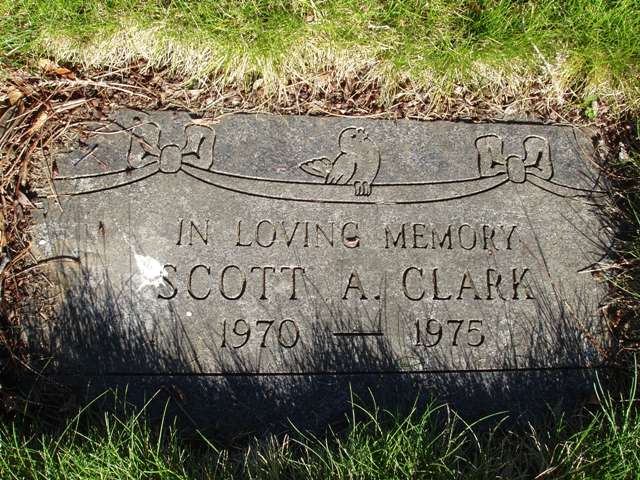 IN LOVING MEMORY
SCOTT A. CLARK
1970 — 1975